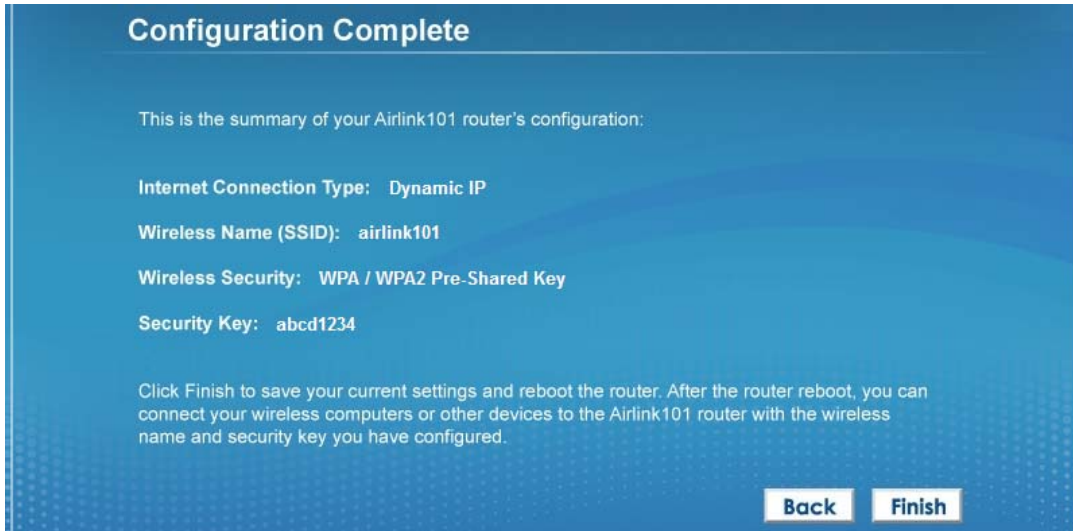 Configuration Complete
This is the summary of your Airlink101 router's configuration:
Internet Connection Type: Dynamic IP
Wireless Name (SSID): airlink101
Wireless Security: WPA / WPA2 Pre-Shared Key
Security Key: abcd1234
Click Finish to save your current settings and reboot the router. After the router reboot, you can
connect your wireless computers or other devices to the Airlink101 router with the wireless
name and security key you have configured.
Back Finish